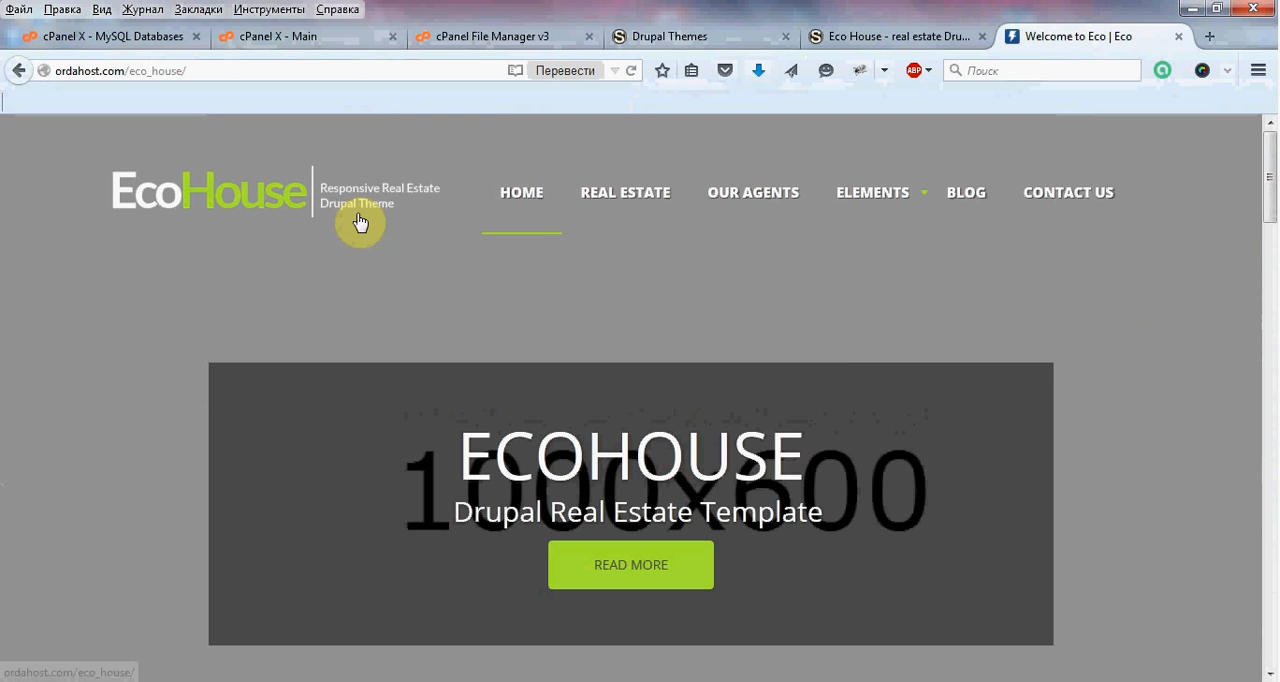 Файл Правка Вид Журнал Закладки Инструменты Справка
cPanel X - MySQL Databases cPanel X - Main cPanel File Manager v3 Drupal Themes Eco House - real estate Dru... Welcome to Eco | Eco
ordahost.com/eco_house/ Перевести ABP Поиск
EcoHouse Responsive Real Estate
Drupal Theme
HOME REAL ESTATE OUR AGENTS ELEMENTS BLOG CONTACT US
1000x600
ECOHOUSE
Drupal Real Estate Template
READ MORE
ordahost.com/eco_house/